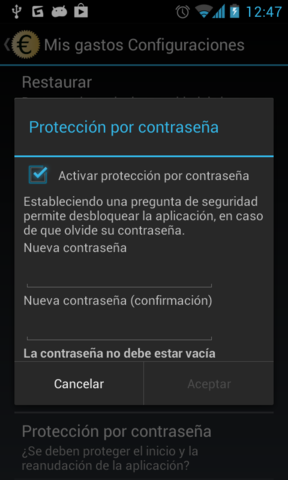 12:47
Mis gastos Configuraciones
Restaurar
Protección por contraseña
Activar protección por contraseña
Estableciendo una pregunta de seguridad
permite desbloquear la aplicación, en caso
de que olvide su contraseña.
Nueva contraseña
Nueva contraseña (confirmación)
La contraseña no debe estar vacía
Cancelar
Aceptar
Protección por contraseña
¿Se deben proteger el inicio y la
reanudación de la aplicación?